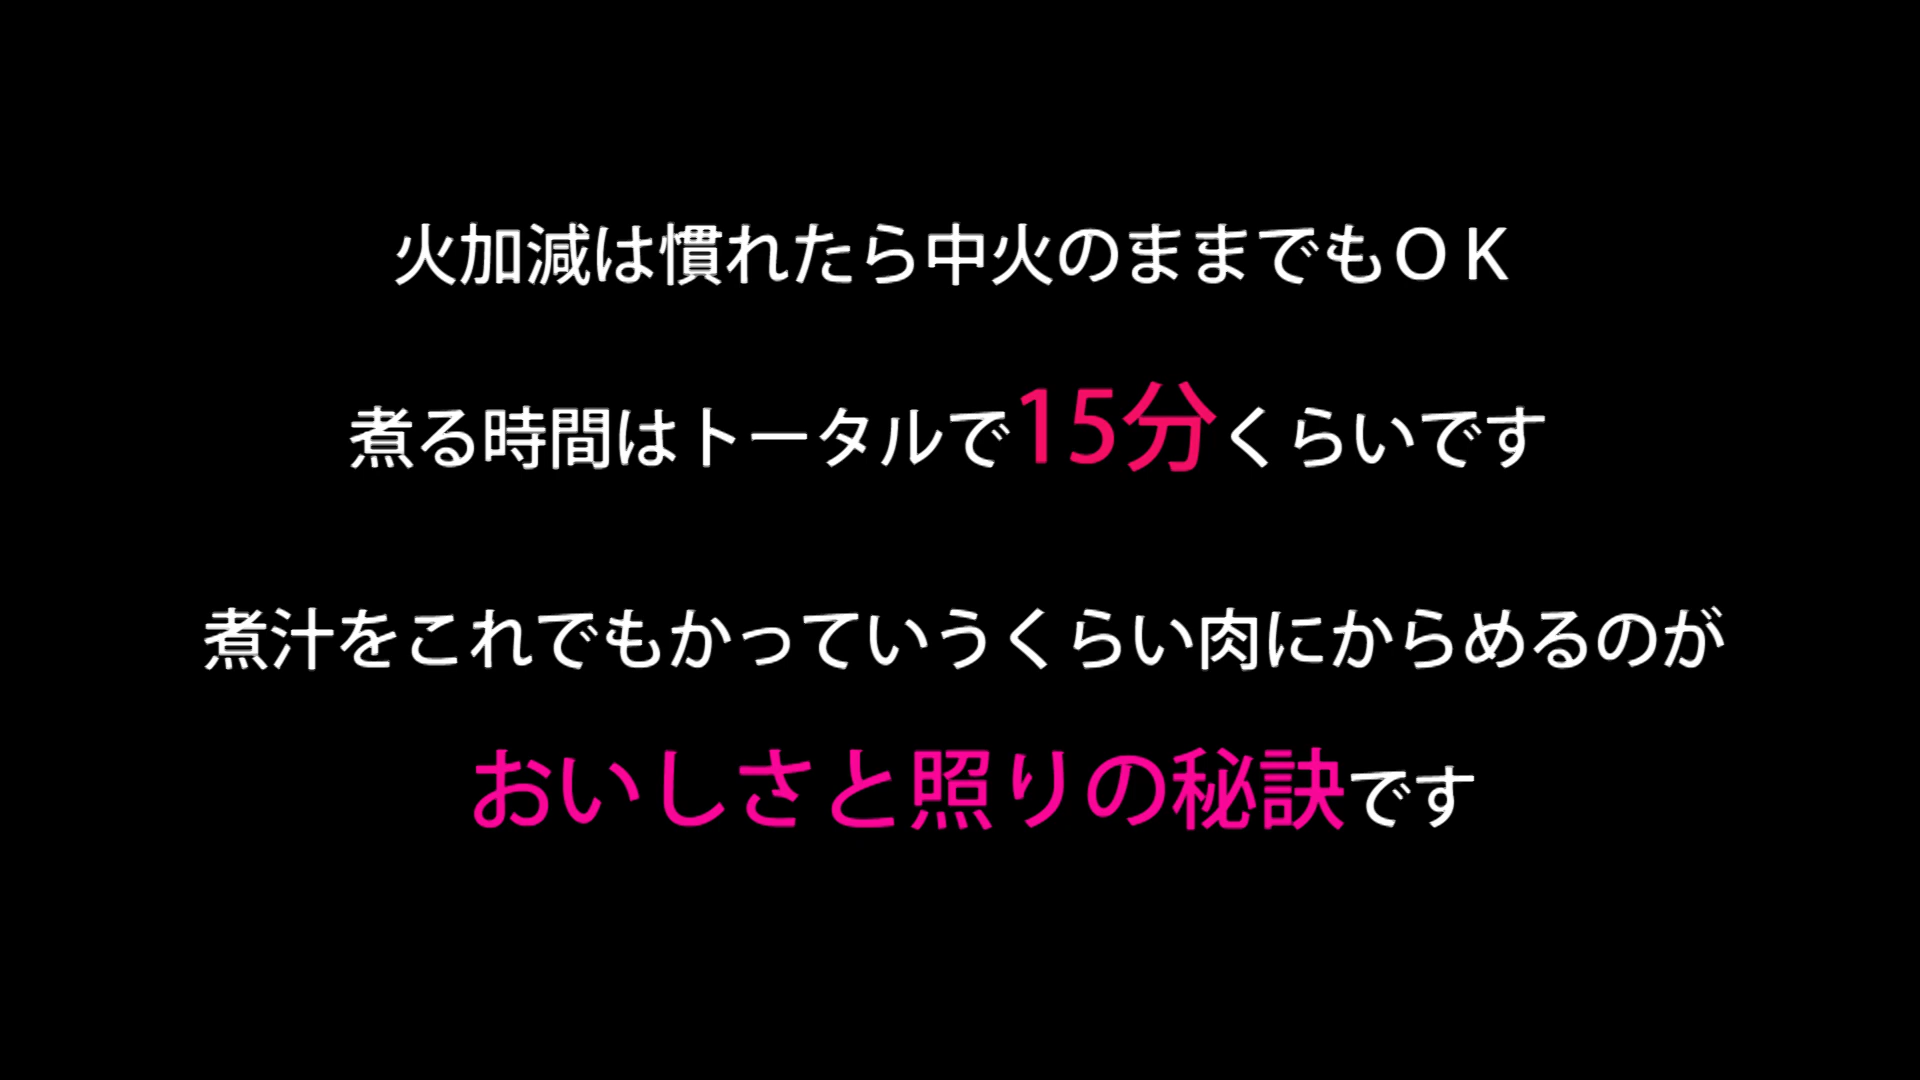 火加減は慣れたら中火のままでもＯＫ
煮る時間はトータルで15分くらいです
煮汁をこれでもかっていうくらい肉にからめるのが
おいしさと照りの秘訣です